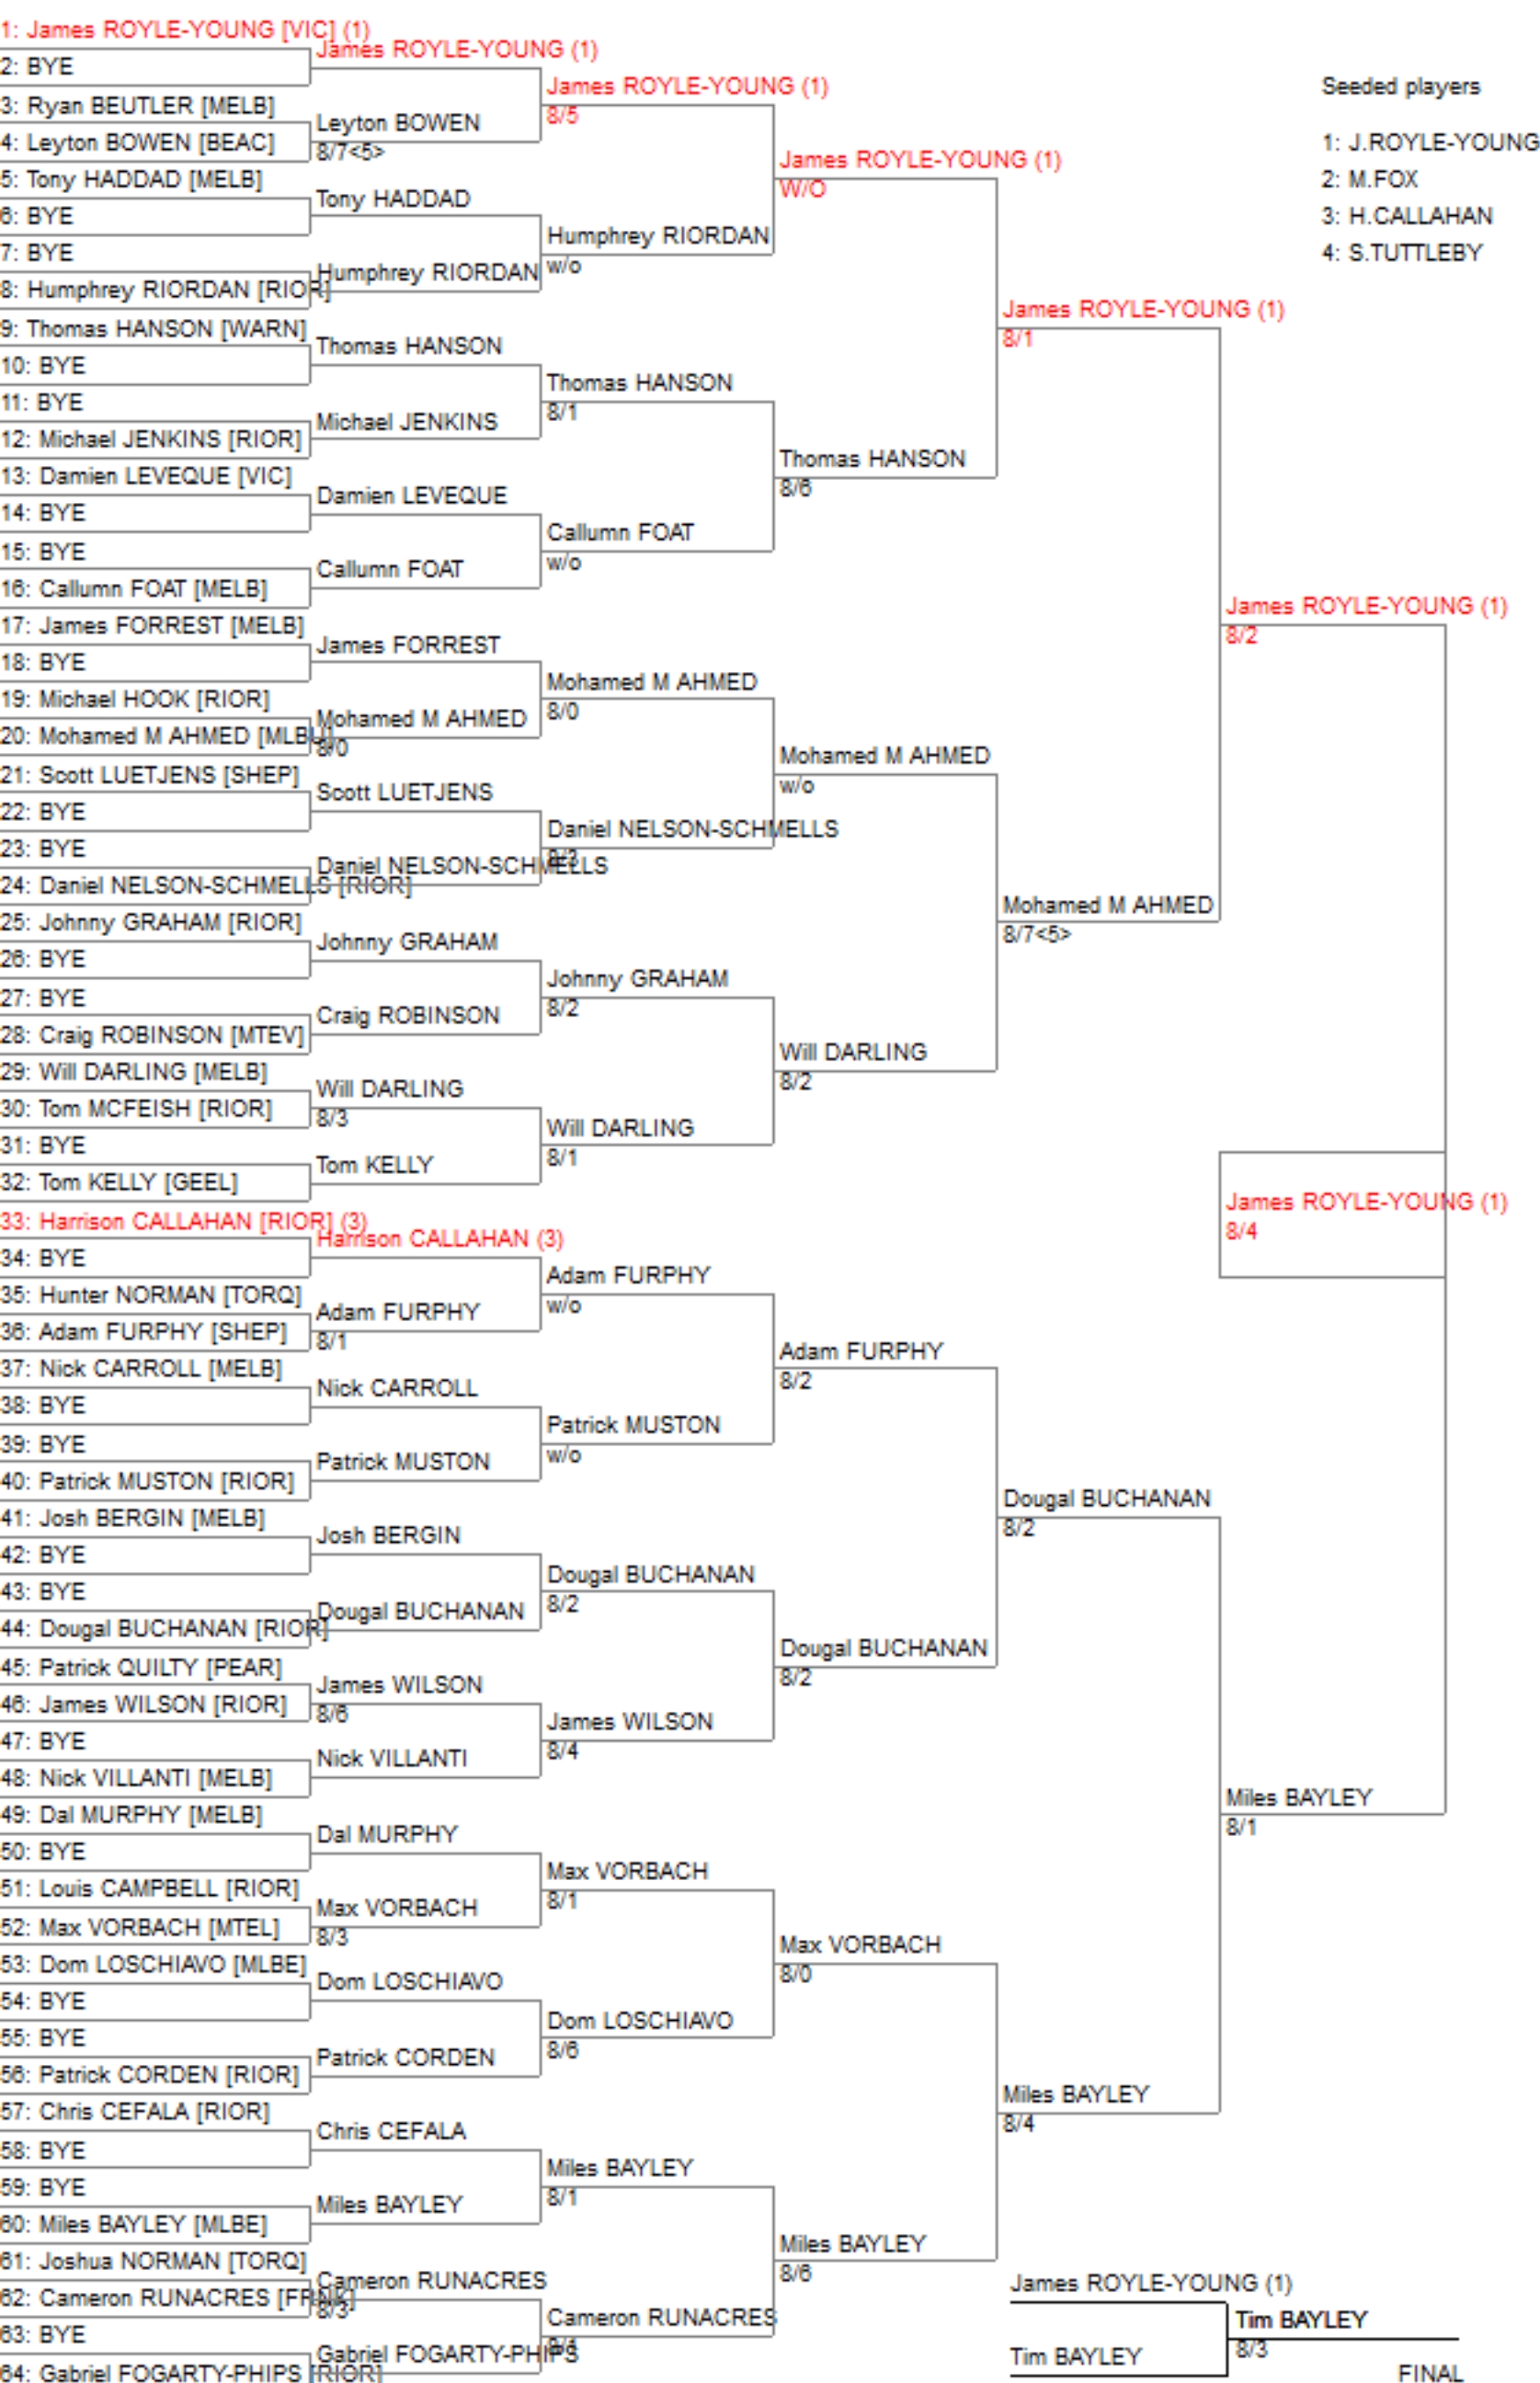 1: James ROYLE-YOUNG [VIC] (1)
2: BYE
3: Ryan BEUTLER [MELB]
4: Leyton BOWEN [BEAC]
5: Tony HADDAD [MELB]
6: BYE
7: BYE
8: Humphrey RIORDAN [RIOR]
9: Thomas HANSON [WARN]
10: BYE
11: BYE
12: Michael JENKINS [RIOR]
13: Damien LEVEQUE [VIC]
14: BYE
15: BYE
16: Callumn FOAT [MELB]
17: James FORREST [MELB]
18: BYE
19: Michael HOOK [RIOR]
20: Mohamed M AHMED [MLBU]
21: Scott LUETJENS [SHEP]
22: BYE
23: BYE
24: Daniel NELSON-SCHMELLS [RIOR]
25: Johnny GRAHAM [RIOR]
26: BYE
27: BYE
28: Craig ROBINSON [MTEV]
29: Will DARLING [MELB]
30: Tom MCFEISH [RIOR]
31: BYE
32: Tom KELLY [GEEL]
33: Harrison CALLAHAN [RIOR] (3)
34: BYE
35: Hunter NORMAN [TORQ]
36: Adam FURPHY [SHEP]
37: Nick CARROLL [MELB]
38: BYE
39: BYE
40: Patrick MUSTON [RIOR]
41: Josh BERGIN [MELB]
42: BYE
43: BYE
44: Dougal BUCHANAN [RIOR]
45: Patrick QUILTY [PEAR]
46: James WILSON [RIOR]
47: BYE
48: Nick VILLANTI [MELB]
49: Dal MURPHY [MELB]
50: BYE
51: Louis CAMPBELL [RIOR]
52: Max VORBACH [MTEL]
53: Dom LOSCHIAVO [MLBE]
54: BYE
55: BYE
56: Patrick CORDEN [RIOR]
57: Chris CEFALA [RIOR]
58: BYE
59: BYE
60: Miles BAYLEY [MLBE]
61: Joshua NORMAN [TORQ]
62: Cameron RUNACRES [FRNK]
63: BYE
64: Gabriel FOGARTY-PHIPS [RIOR]
James ROYLE-YOUNG (1)
Leyton BOWEN
8/7<5>
Tony HADDAD
Humphrey RIORDAN
Thomas HANSON
Michael JENKINS
Damien LEVEQUE
Callumn FOAT
James FORREST
Mohamed M AHMED
8/0
Scott LUETJENS
Daniel NELSON-SCHMELLS
Johnny GRAHAM
Craig ROBINSON
Will DARLING
8/3
Tom KELLY
Harrison CALLAHAN (3)
Adam FURPHY
8/1
Nick CARROLL
Patrick MUSTON
Josh BERGIN
Dougal BUCHANAN
James WILSON
8/6
Nick VILLANTI
Dal MURPHY
Max VORBACH
8/3
Dom LOSCHIAVO
Patrick CORDEN
Chris CEFALA
Miles BAYLEY
Cameron RUNACRES
8/3
Gabriel FOGARTY-PHIPS
James ROYLE-YOUNG (1)
8/5
Humphrey RIORDAN
w/o
Thomas HANSON
8/1
Callumn FOAT
w/o
Mohamed M AHMED
8/0
Daniel NELSON-SCHMELLS
Johnny GRAHAM
8/2
Will DARLING
8/1
Adam FURPHY
w/o
Patrick MUSTON
w/o
Dougal BUCHANAN
8/2
James WILSON
8/4
Max VORBACH
8/1
Dom LOSCHIAVO
8/6
Miles BAYLEY
8/1
Cameron RUNACRES
James ROYLE-YOUNG (1)
W/O
Thomas HANSON
8/6
Mohamed M AHMED
w/o
Will DARLING
8/2
Adam FURPHY
8/2
Dougal BUCHANAN
8/2
Max VORBACH
8/0
Miles BAYLEY
8/6
James ROYLE-YOUNG (1)
8/1
Mohamed M AHMED
8/7<5>
Dougal BUCHANAN
8/2
Miles BAYLEY
8/4
James ROYLE-YOUNG (1)
8/2
Miles BAYLEY
8/1
James ROYLE-YOUNG (1)
8/4
Seeded players
1: J.ROYLE-YOUNG
2: M.FOX
3: H.CALLAHAN
4: S.TUTTLEBY
James ROYLE-YOUNG (1)
Tim BAYLEY
Tim BAYLEY
8/3
FINAL